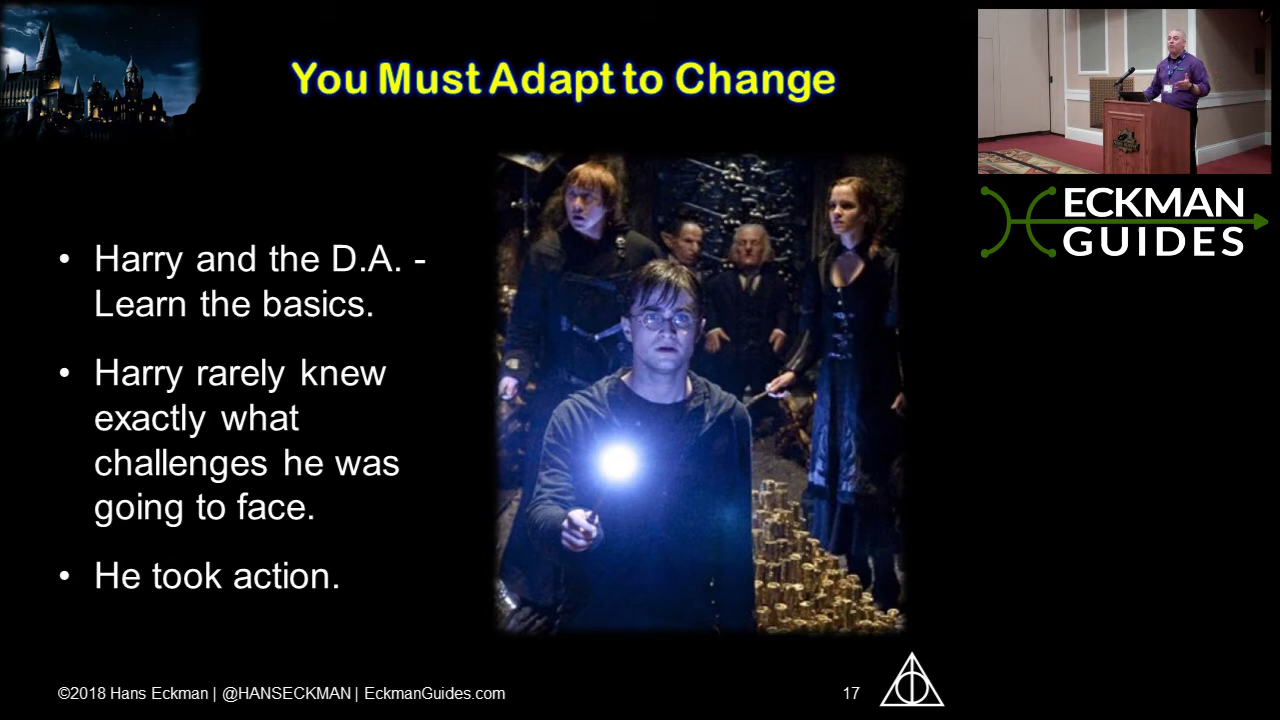 You Must Adapt to Change
ECKMAN
GUIDES
• Harry and the D.A. -
Learn the basics.
• Harry rarely knew
exactly what
challenges he was
going to face.
• He took action.
©2018 Hans Eckman | @HANSECKMAN | EckmanGuides.com
17